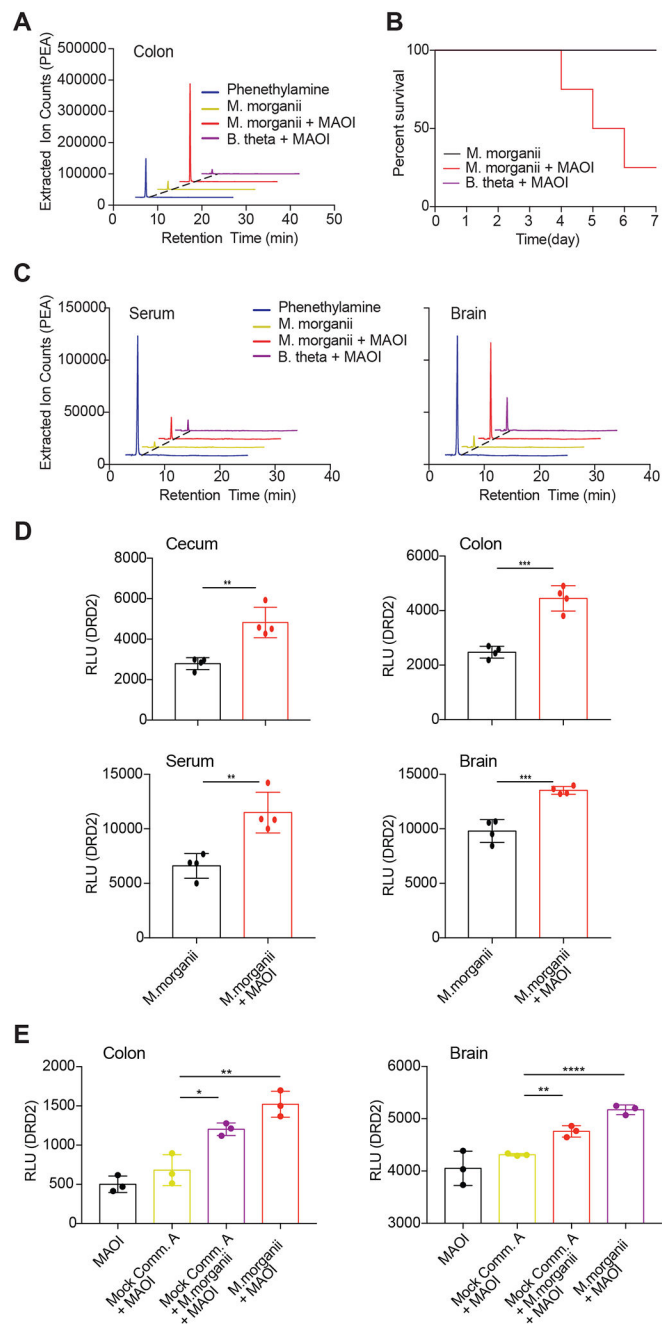 A
Colon
Extracted Ion Counts (PEA)
500000
400000
300000
200000
100000
0
Phenethylamine
M. morganii
M. morganii + MAOI
B. theta + MAOI
0 10 20 30 40 50
Retention Time (min)
B
Percent survival
100
50
0
M. morganii
M. morganii + MAOI
B. theta + MAOI
0 1 2 3 4 5 6 7
Time(day)
C
Serum
Extracted Ion Counts (PEA)
150000
100000
50000
0
Phenethylamine
M. morganii
M. morganii + MAOI
B. theta + MAOI
0 10 20 30 40
Retention Time (min)
Brain
0 10 20 30 40
Retention Time (min)
D
Cecum
RLU (DRD2)
8000
6000
4000
2000
0
**
Colon
RLU (DRD2)
6000
4000
2000
0
***
Serum
RLU (DRD2)
15000
10000
5000
0
**
M.morganii
M.morganii
+ MAOI
Brain
RLU (DRD2)
15000
10000
5000
0
***
M.morganii
M.morganii
+ MAOI
E
Colon
RLU (DRD2)
2000
1500
1000
500
0
**
*
MAOI
Mock Comm. A
+ MAOI
Mock Comm. A
+ M.morganii
+ MAOI
M.morganii
+ MAOI
Brain
RLU (DRD2)
6000
5000
4000
3000
****
**
MAOI
Mock Comm. A
+ MAOI
Mock Comm. A
+ M.morganii
+ MAOI
M.morganii
+ MAOI